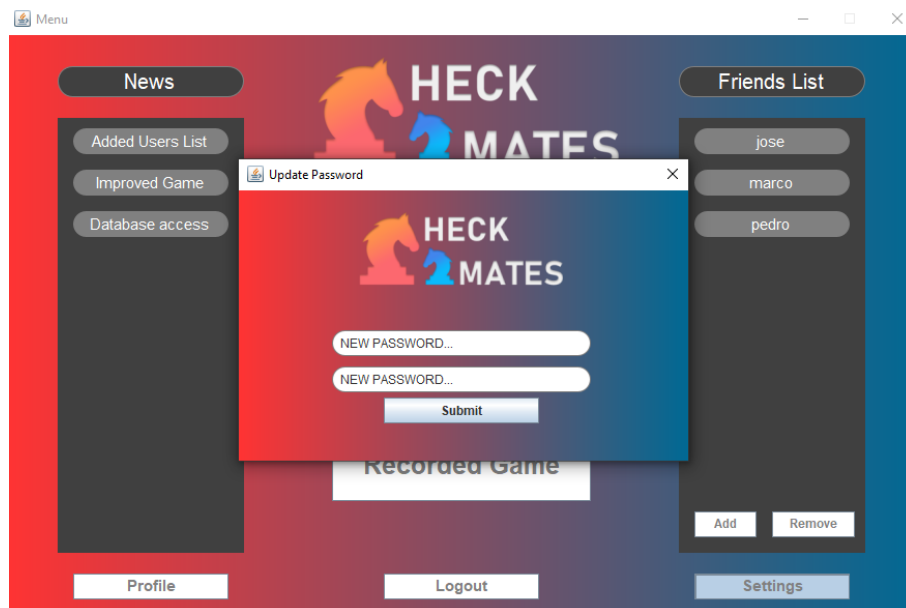 Menu
News
Added Users List
Improved Game
Database access
HECK
MATES
Friends List
jose
marco
pedro
Add
Remove
Update Password
HECK
MATES
NEW PASSWORD...
NEW PASSWORD...
Submit
Recorded Game
Profile
Logout
Settings